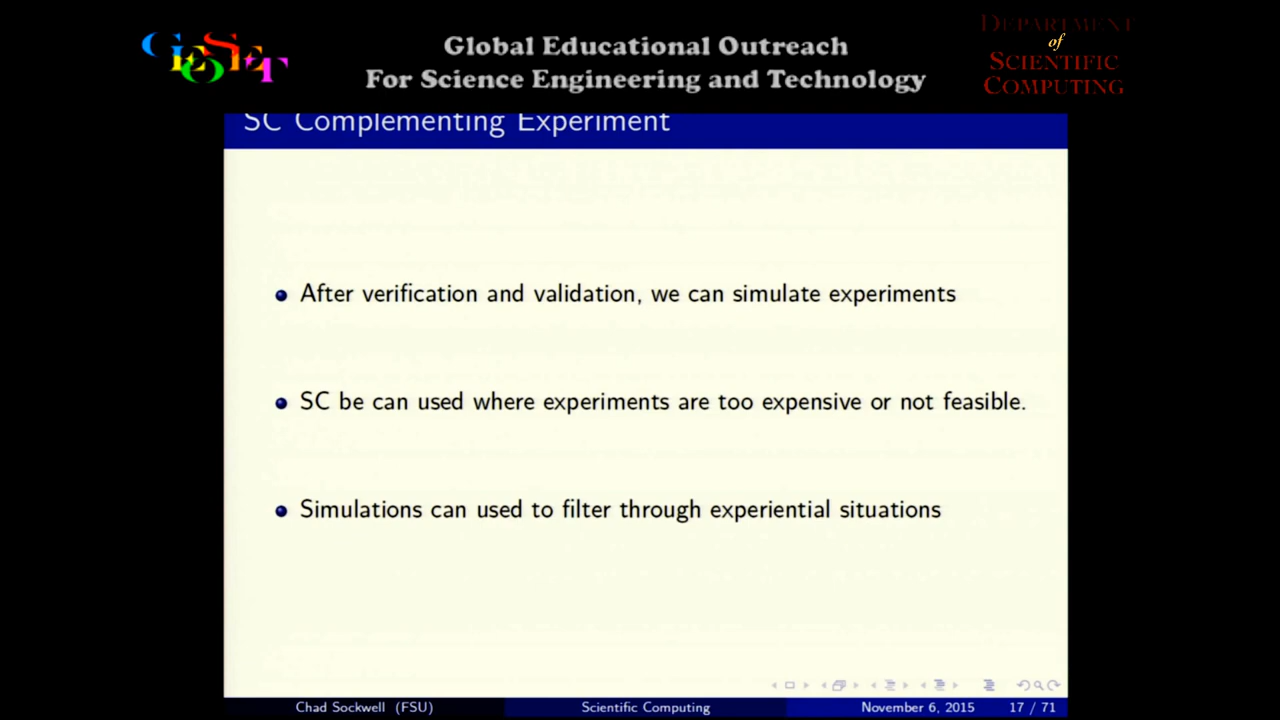 GEOSET
Global Educational Outreach
For Science Engineering and Technology
DEPARTMENT
of
SCIENTIFIC
COMPUTING
SC Complementing Experiment
After verification and validation, we can simulate experiments
SC be can used where experiments are too expensive or not feasible.
Simulations can used to filter through experiential situations
Chad Sockwell (FSU) Scientific Computing November 6, 2015 17 / 71